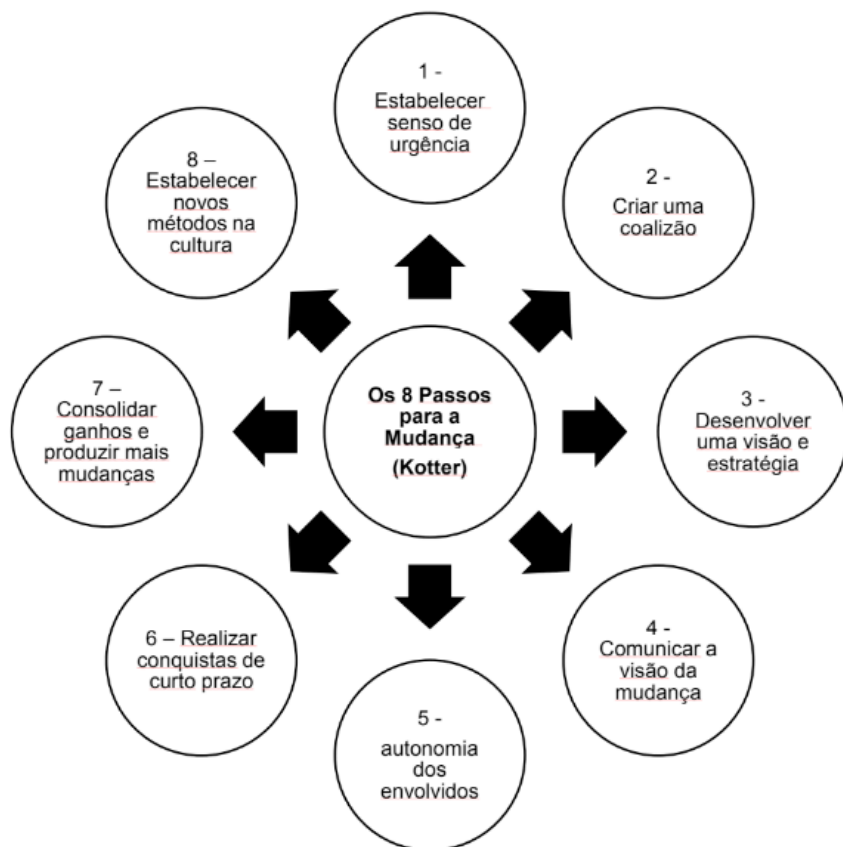 1 -
Estabelecer
senso de
urgência
2 -
Criar uma
coalizão
3 -
Desenvolver
uma visão e
estratégia
4 -
Comunicar a
visão da
mudança
5 -
autonomia
dos
envolvidos
6 – Realizar
conquistas de
curto prazo
7 –
Consolidar
ganhos e
produzir mais
mudanças
8 –
Estabelecer
novos
métodos na
cultura
Os 8 Passos
para a
Mudança
(Kotter)